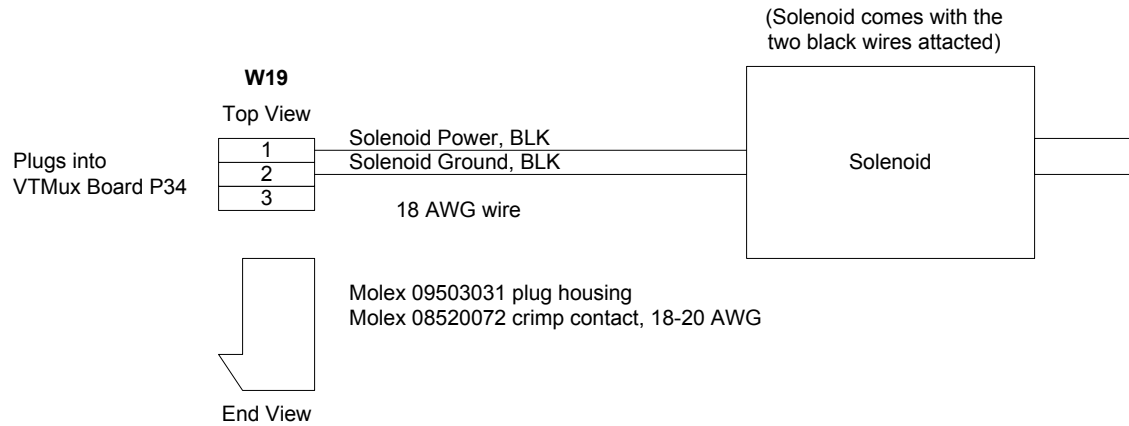 (Solenoid comes with the
two black wires attacted)
W19
Top View
Plugs into
VTMux Board P34
1
2
3
Solenoid Power, BLK
Solenoid Ground, BLK
18 AWG wire
Solenoid
Molex 09503031 plug housing
Molex 08520072 crimp contact, 18-20 AWG
End View